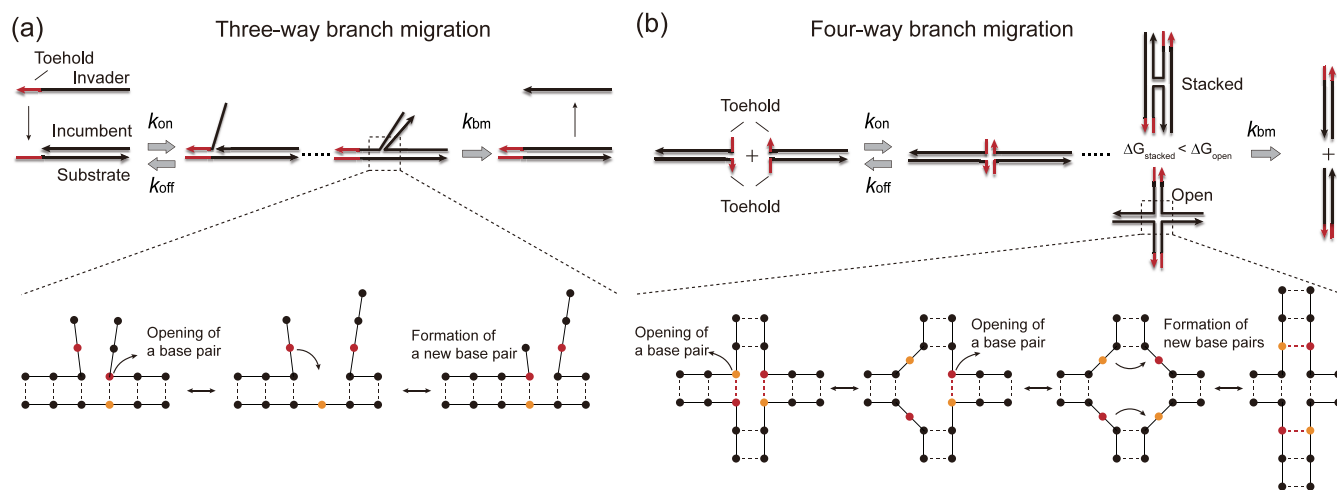 (a)
Three-way branch migration
Toehold
Invader
Incumbent
Substrate
kon
koff
kbm
Opening of
a base pair
Formation of
a new base pair
(b)
Four-way branch migration
Toehold
+
Toehold
kon
koff
Stacked
ΔGstacked < ΔGopen
Open
kbm
+
Opening of
a base pair
Opening of
a base pair
Formation of
new base pairs